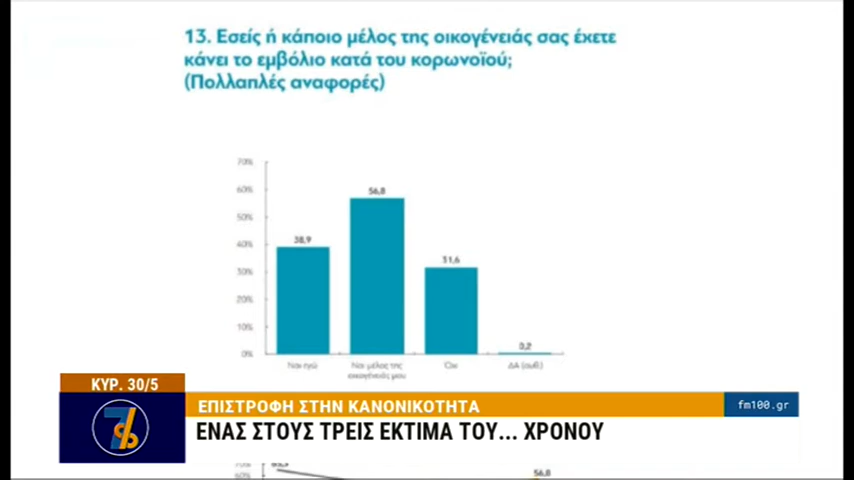 13. Εσείς ή κάποιο μέλος της οικογένειάς σας έχετε
κάνει το εμβόλιο κατά του κορωνοϊού;
(Πολλαπλές αναφορές)
70%
60%
50%
40%
30%
20%
10%
0%
38,9
56,8
31,6
0,2
Ναι εγώ
Ναι μέλος της
οικογένειάς μου
Όχι
ΔΑ (αυθ.)
ΚΥΡ. 30/5
ΕΠΙΣΤΡΟΦΗ ΣΤΗΝ ΚΑΝΟΝΙΚΟΤΗΤΑ
fm100.gr
ΕΝΑΣ ΣΤΟΥΣ ΤΡΕΙΣ ΕΚΤΙΜΑ ΤΟΥ... ΧΡΟΝΟΥ
70%
60%
56,8